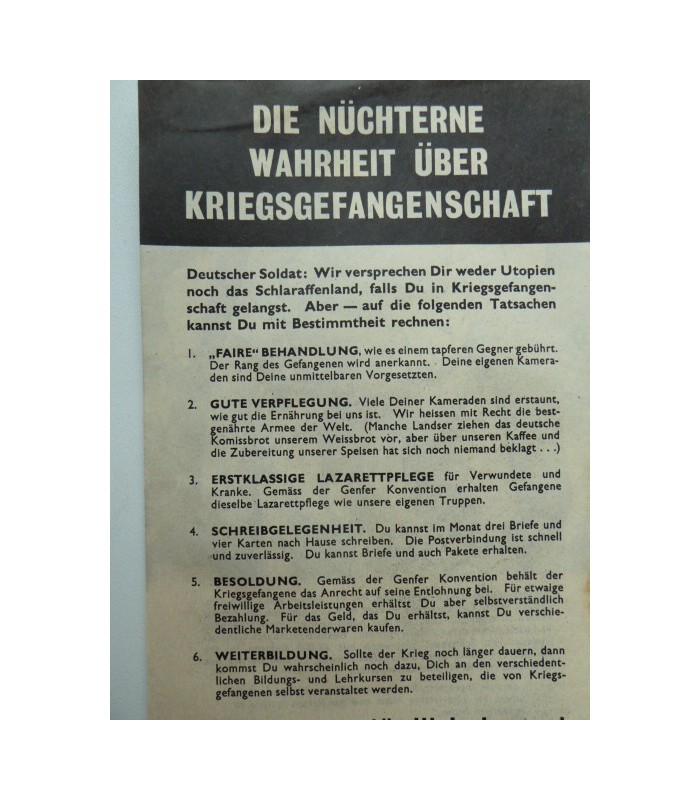 DIE NÜCHTERNE
WAHRHEIT ÜBER
KRIEGSGEFANGENSCHAFT
Deutscher Soldat: Wir versprechen Dir weder Utopien
noch das Schlaraffenland, falls Du in Kriegsgefangen-
schaft gelangst. Aber — auf die folgenden Tatsachen
kannst Du mit Bestimmtheit rechnen:
1. „FAIRE“ BEHANDLUNG, wie es einem tapferen Gegner gebührt.
Der Rang des Gefangenen wird anerkannt. Deine eigenen Kamera-
den sind Deine unmittelbaren Vorgesetzten.
2. GUTE VERPFLEGUNG. Viele Deiner Kameraden sind erstaunt,
wie gut die Ernährung bei uns ist. Wir heissen mit Recht die best-
genährte Armee der Welt. (Manche Landser ziehen das deutsche
Komissbrot unserem Weissbrot vor, aber über unseren Kaffee und
die Zubereitung unserer Speisen hat sich noch niemand beklagt . . .)
3. ERSTKLASSIGE LAZARETTPFLEGE für Verwundete und
Kranke. Gemäss der Genfer Konvention erhalten Gefangene
dieselbe Lazarettpflege wie unsere eigenen Truppen.
4. SCHREIBGELEGENHEIT. Du kannst im Monat drei Briefe und
vier Karten nach Hause schreiben. Die Postverbindung ist schnell
und zuverlässig. Du kannst Briefe und auch Pakete erhalten.
5. BESOLDUNG. Gemäss der Genfer Konvention behält der
Kriegsgefangene das Anrecht auf seine Entlohnung bei. Für etwaige
freiwillige Arbeitsleistungen erhältst Du aber selbstverständlich
Bezahlung. Für das Geld, das Du erhältst, kannst Du verschie-
dentliche Marketenderwaren kaufen.
6. WEITERBILDUNG. Sollte der Krieg noch länger dauern, dann
kommst Du wahrscheinlich noch dazu, Dich an den verschiedent-
lichen Bildungs- und Lehrkursen zu beteiligen, die von Kriegs-
gefangenen selbst veranstaltet werden.